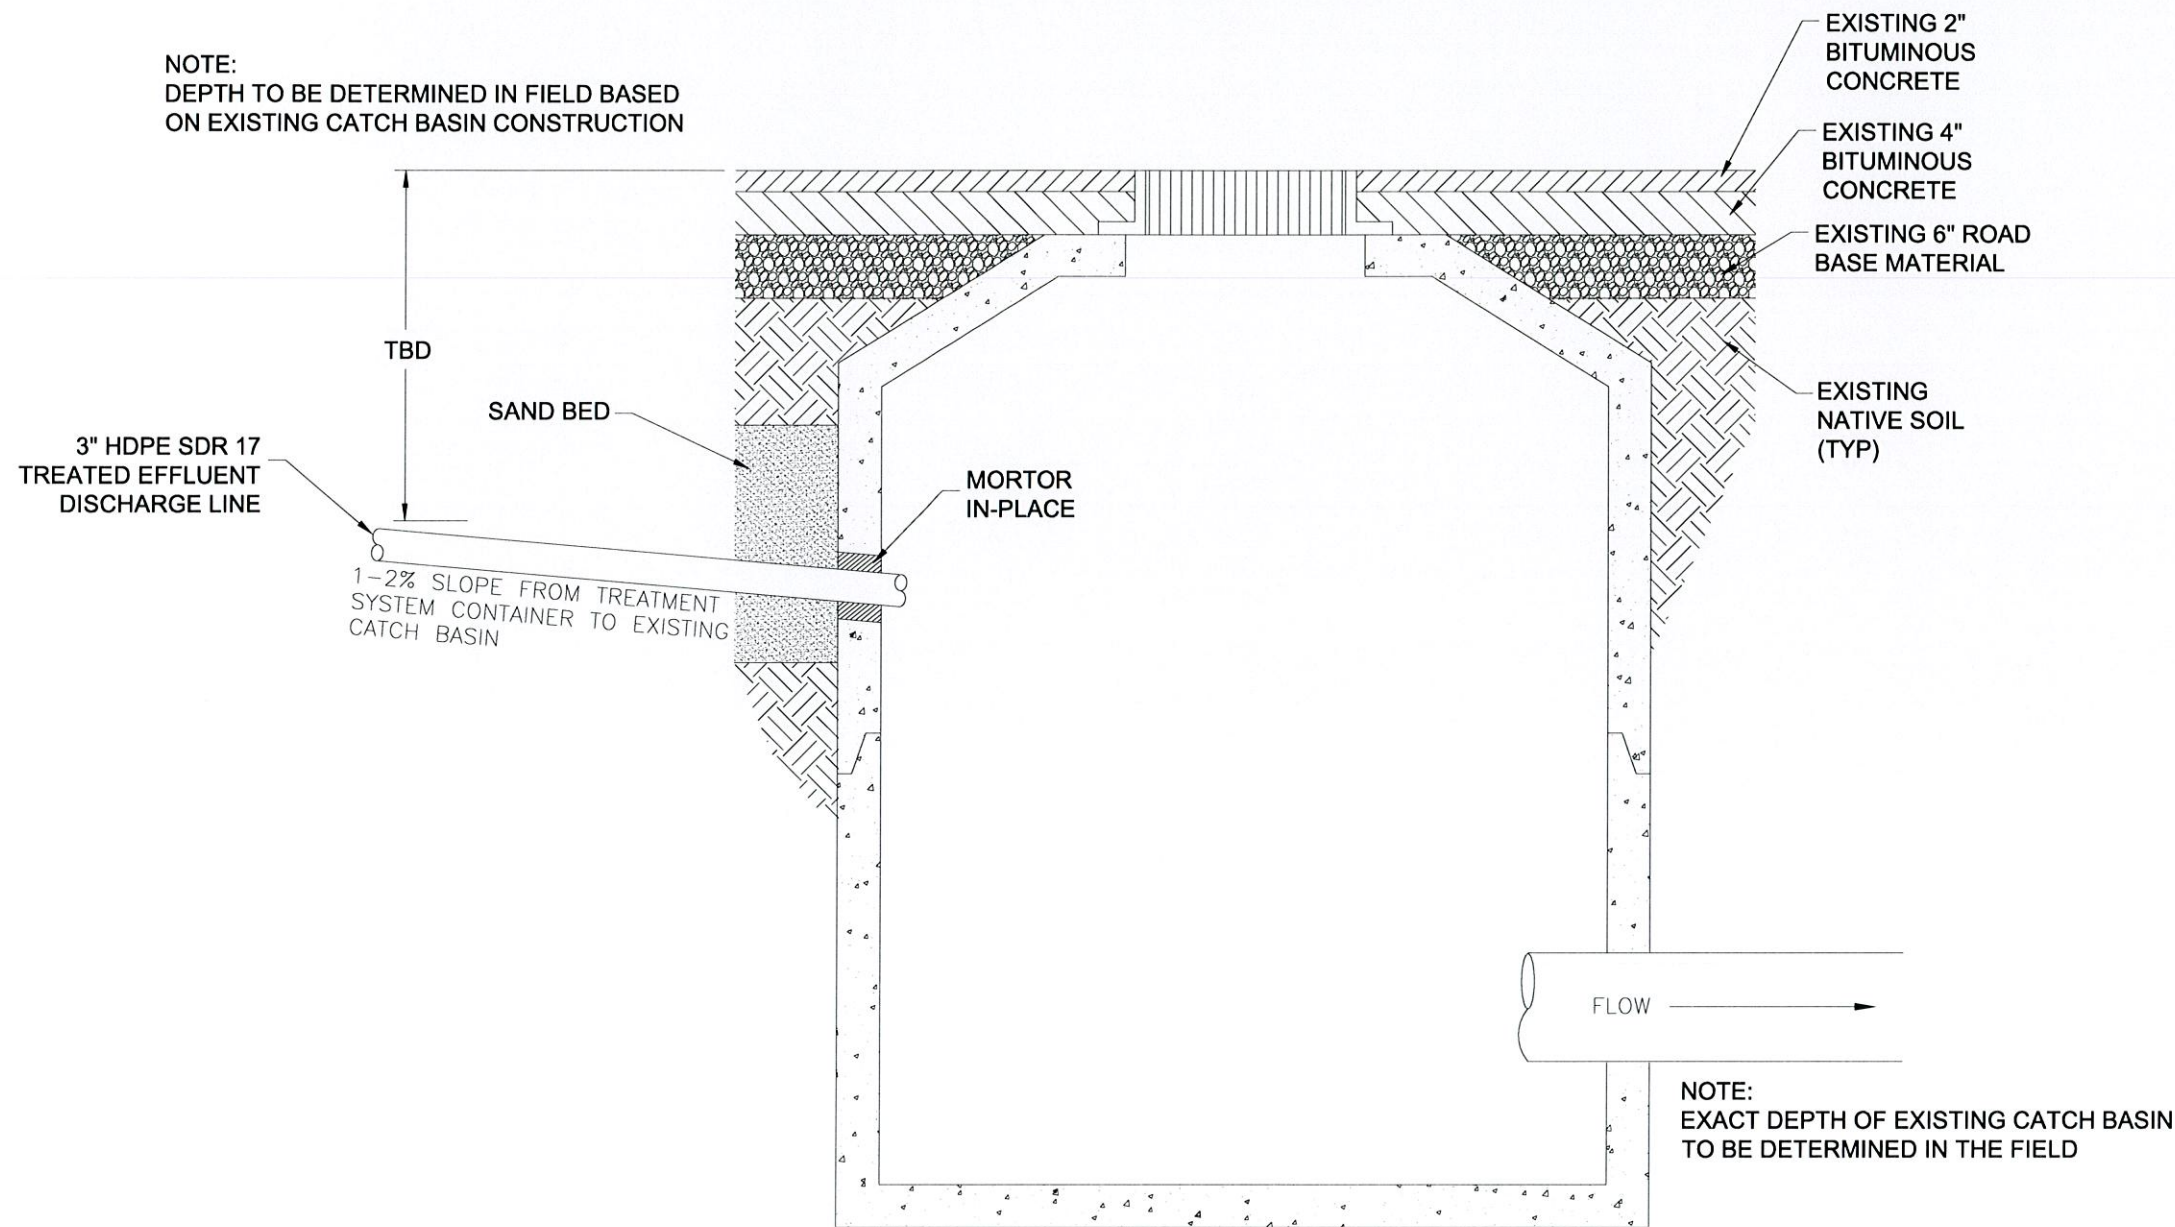 NOTE:
DEPTH TO BE DETERMINED IN FIELD BASED
ON EXISTING CATCH BASIN CONSTRUCTION
EXISTING 2"
BITUMINOUS
CONCRETE
EXISTING 4"
BITUMINOUS
CONCRETE
EXISTING 6" ROAD
BASE MATERIAL
TBD
SAND BED
EXISTING
NATIVE SOIL
(TYP)
3" HDPE SDR 17
TREATED EFFLUENT
DISCHARGE LINE
MORTOR
IN-PLACE
1-2% SLOPE FROM TREATMENT
SYSTEM CONTAINER TO EXISTING
CATCH BASIN
FLOW
NOTE:
EXACT DEPTH OF EXISTING CATCH BASIN
TO BE DETERMINED IN THE FIELD